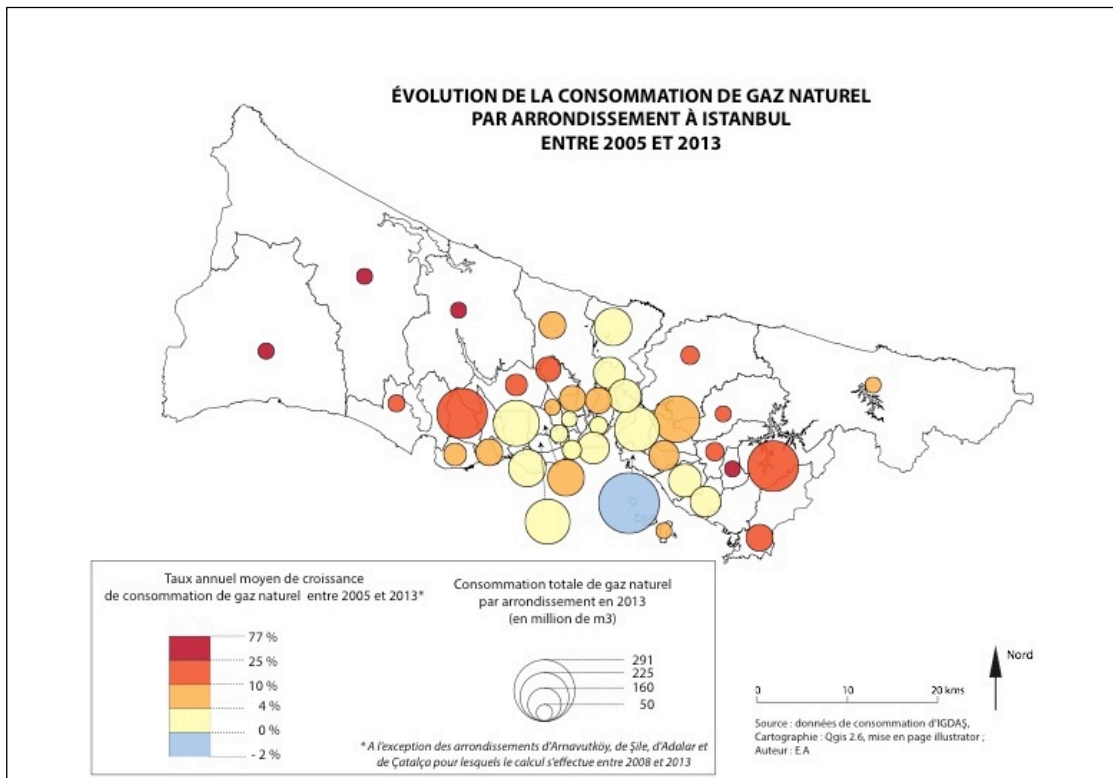 ÉVOLUTION DE LA CONSOMMATION DE GAZ NATUREL
PAR ARRONDISSEMENT À ISTANBUL
ENTRE 2005 ET 2013
Taux annuel moyen de croissance
de consommation de gaz naturel entre 2005 et 2013*
77 %
25 %
10 %
4 %
0 %
- 2 %
Consommation totale de gaz naturel
par arrondissement en 2013
(en million de m3)
291
225
160
50
* A l'exception des arrondissements d'Arnavutköy, de Şile, d'Adalar et
de Çatalça pour lesquels le calcul s'effectue entre 2008 et 2013
Nord
0 10 20 kms
Source : données de consommation d'IGDAŞ,
Cartographie : Qgis 2.6, mise en page illustrator ;
Auteur : E.A